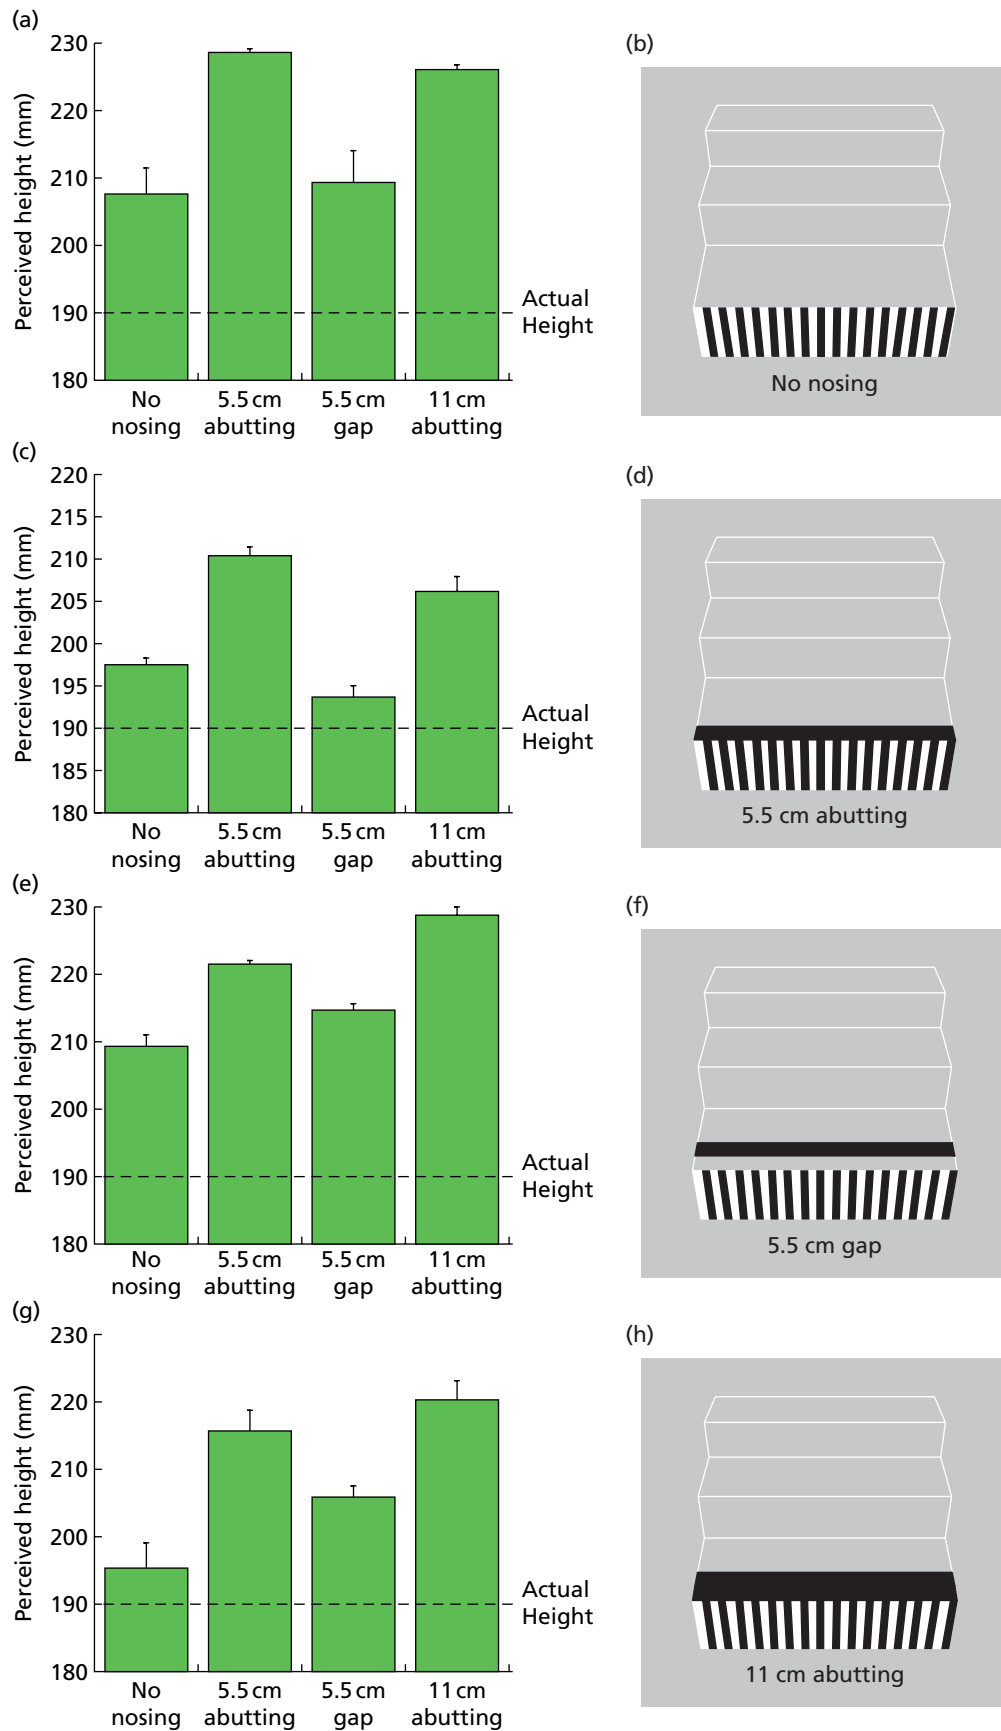 (a)
Perceived height (mm)
230
220
210
200
190
180
Actual
Height
No
nosing
5.5 cm
abutting
5.5 cm
gap
11 cm
abutting
(b)
No nosing
(c)
Perceived height (mm)
220
215
210
205
200
195
190
185
180
Actual
Height
No
nosing
5.5 cm
abutting
5.5 cm
gap
11 cm
abutting
(d)
5.5 cm abutting
(e)
Perceived height (mm)
230
220
210
200
190
180
Actual
Height
No
nosing
5.5 cm
abutting
5.5 cm
gap
11 cm
abutting
(f)
5.5 cm gap
(g)
Perceived height (mm)
230
220
210
200
190
180
Actual
Height
No
nosing
5.5 cm
abutting
5.5 cm
gap
11 cm
abutting
(h)
11 cm abutting